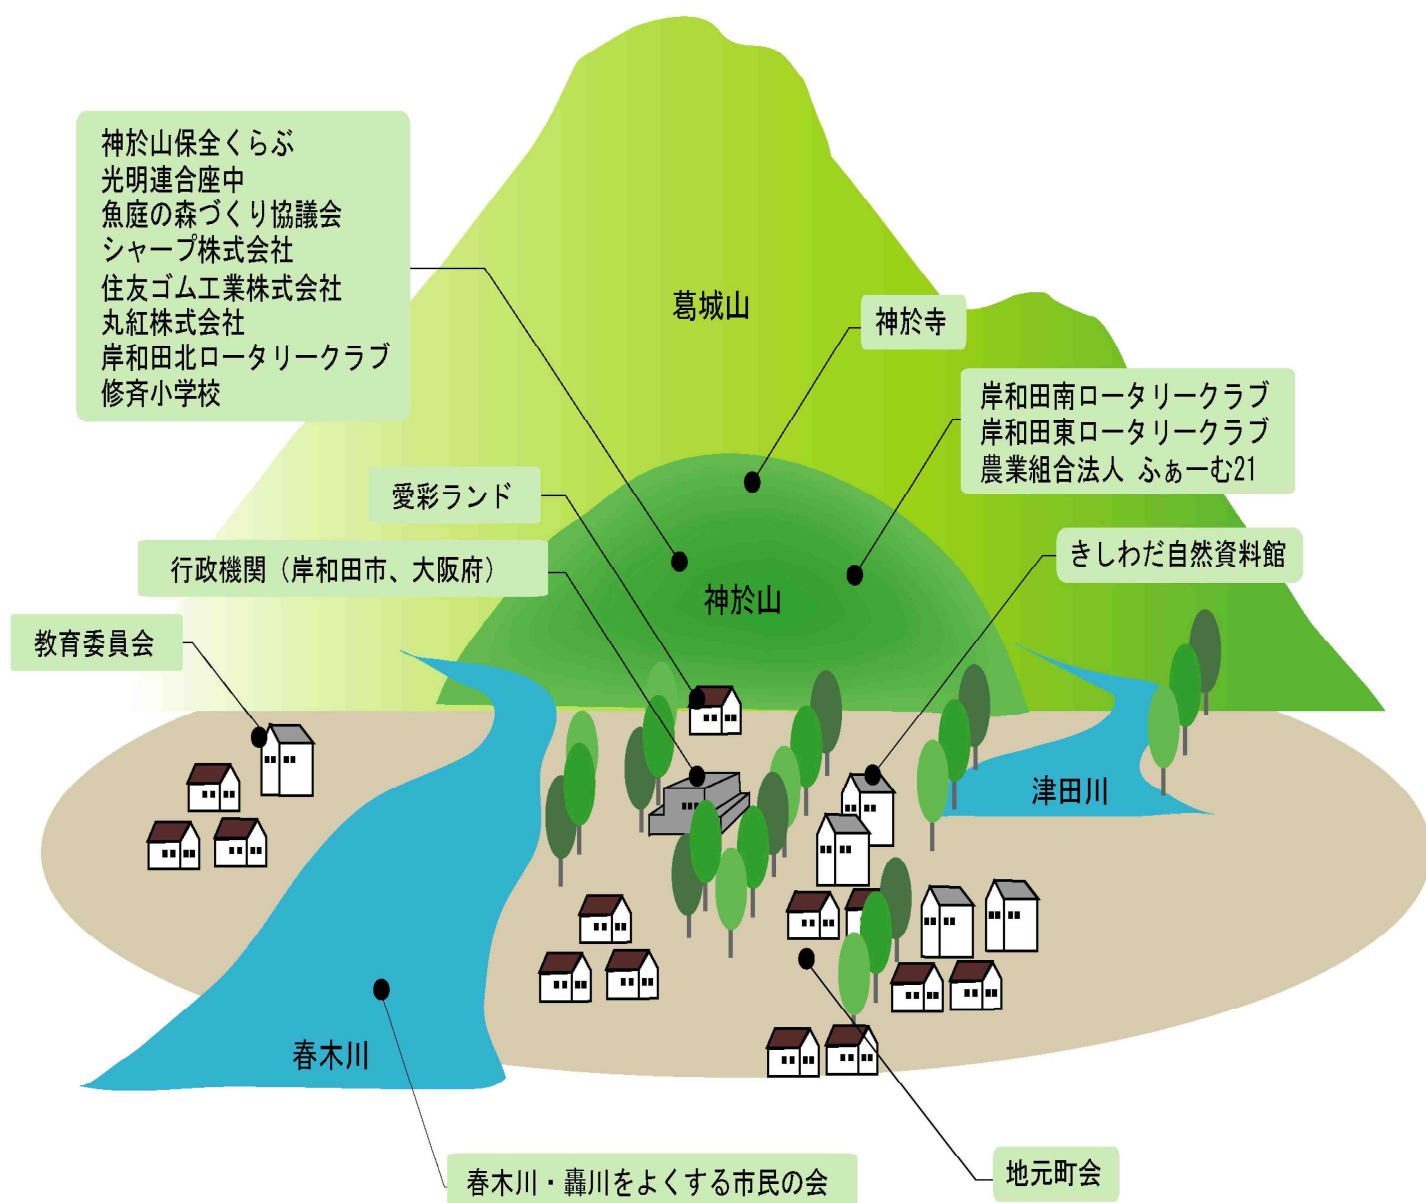 神於山保全くらぶ
光明連合座中
魚庭の森づくり協議会
シャープ株式会社
住友ゴム工業株式会社
丸紅株式会社
岸和田北ロータリークラブ
修斉小学校
葛城山
神於寺
岸和田南ロータリークラブ
岸和田東ロータリークラブ
農業組合法人 ふぁーむ21
愛彩ランド
行政機関（岸和田市、大阪府）
きしわだ自然資料館
神於山
教育委員会
津田川
春木川
春木川・轟川をよくする市民の会
地元町会